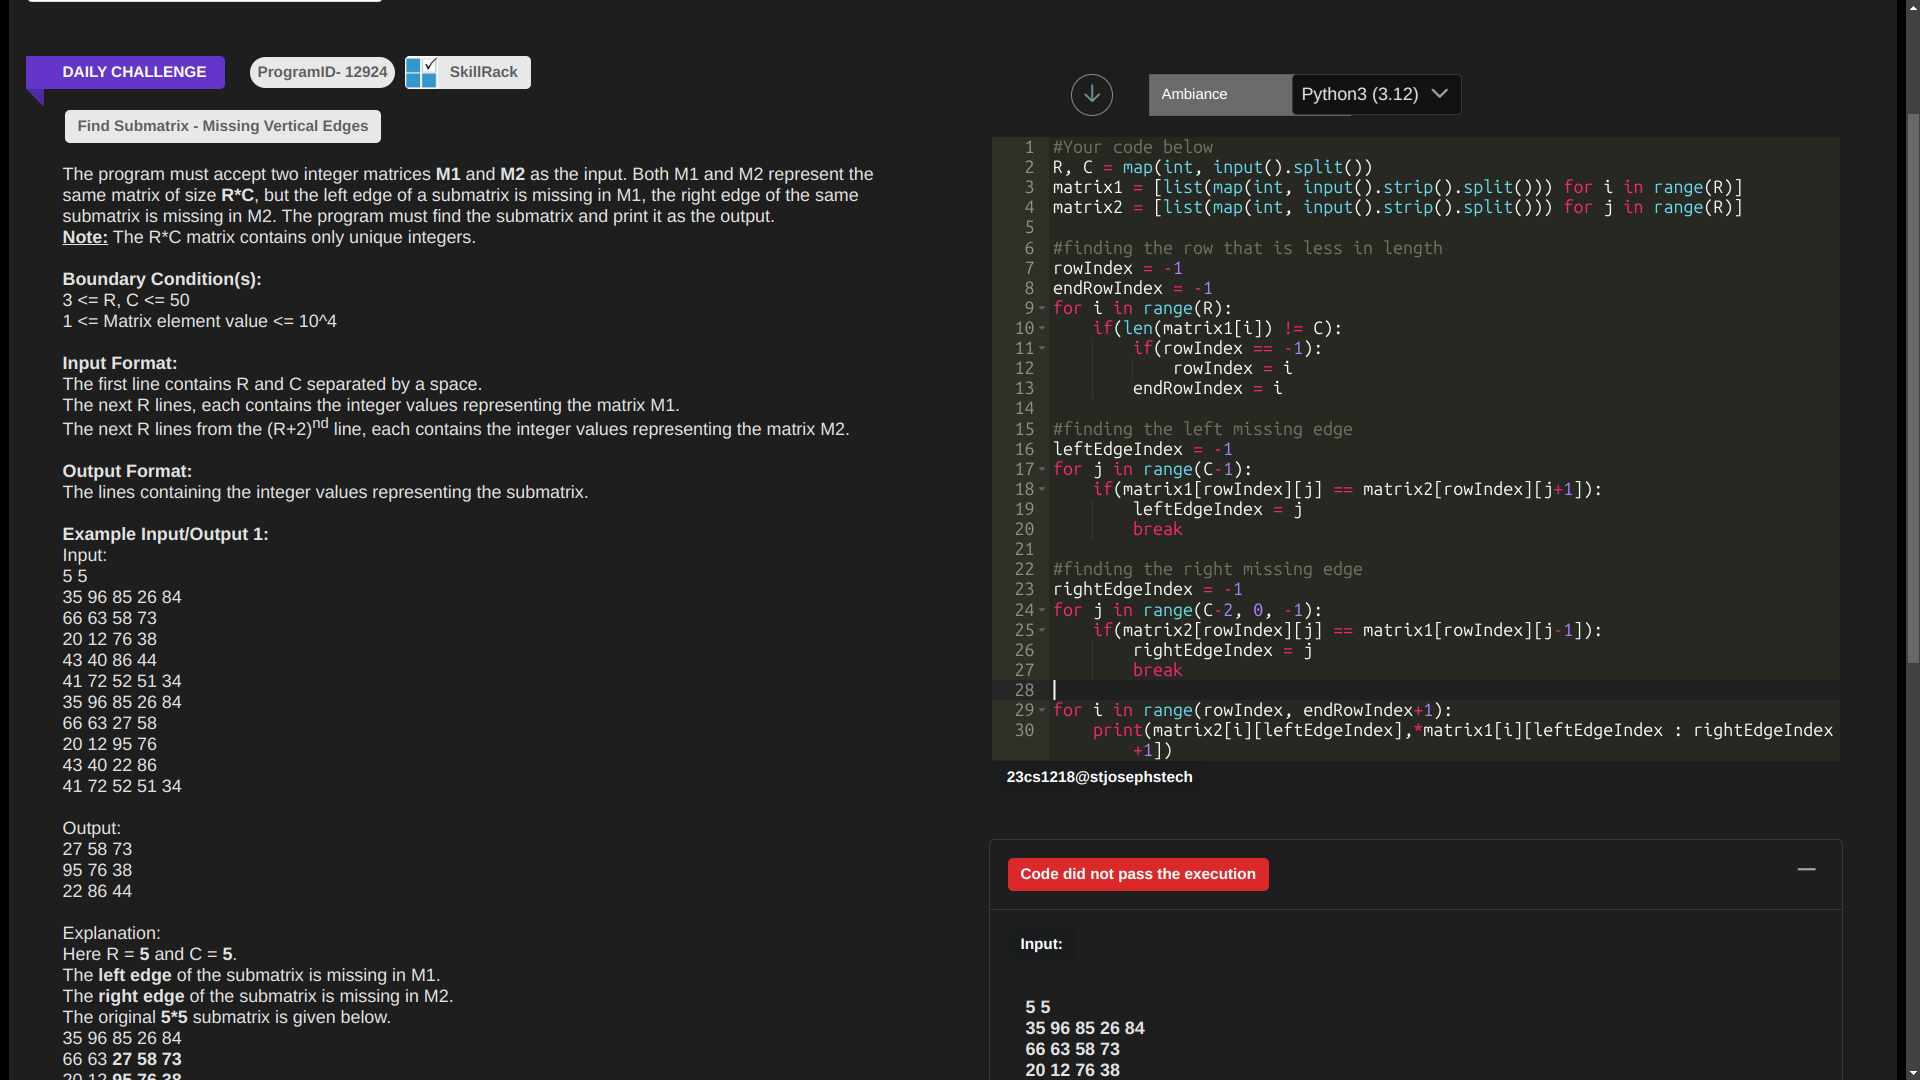 DAILY CHALLENGE
ProgramID- 12924
SkillRack
Find Submatrix - Missing Vertical Edges
The program must accept two integer matrices M1 and M2 as the input. Both M1 and M2 represent the
same matrix of size R*C, but the left edge of a submatrix is missing in M1, the right edge of the same
submatrix is missing in M2. The program must find the submatrix and print it as the output.
Note: The R*C matrix contains only unique integers.
Boundary Condition(s):
3 <= R, C <= 50
1 <= Matrix element value <= 10^4
Input Format:
The first line contains R and C separated by a space.
The next R lines, each contains the integer values representing the matrix M1.
The next R lines from the (R+2)nd line, each contains the integer values representing the matrix M2.
Output Format:
The lines containing the integer values representing the submatrix.
Example Input/Output 1:
Input:
5 5
35 96 85 26 84
66 63 58 73
20 12 76 38
43 40 86 44
41 72 52 51 34
35 96 85 26 84
66 63 27 58
20 12 95 76
43 40 22 86
41 72 52 51 34
Output:
27 58 73
95 76 38
22 86 44
Explanation:
Here R = 5 and C = 5.
The left edge of the submatrix is missing in M1.
The right edge of the submatrix is missing in M2.
The original 5*5 submatrix is given below.
35 96 85 26 84
66 63 27 58 73
20 12 95 76 38
Ambiance
Python3 (3.12)
1 #Your code below
2 R, C = map(int, input().split())
3 matrix1 = [list(map(int, input().strip().split())) for i in range(R)]
4 matrix2 = [list(map(int, input().strip().split())) for j in range(R)]
5
6 #finding the row that is less in length
7 rowIndex = -1
8 endRowIndex = -1
9 for i in range(R):
10 if(len(matrix1[i]) != C):
11 if(rowIndex == -1):
12 rowIndex = i
13 endRowIndex = i
14
15 #finding the left missing edge
16 leftEdgeIndex = -1
17 for j in range(C-1):
18 if(matrix1[rowIndex][j] == matrix2[rowIndex][j+1]):
19 leftEdgeIndex = j
20 break
21
22 #finding the right missing edge
23 rightEdgeIndex = -1
24 for j in range(C-2, 0, -1):
25 if(matrix2[rowIndex][j] == matrix1[rowIndex][j-1]):
26 rightEdgeIndex = j
27 break
28
29 for i in range(rowIndex, endRowIndex+1):
30 print(matrix2[i][leftEdgeIndex],*matrix1[i][leftEdgeIndex : rightEdgeIndex
+1])
23cs1218@stjosephstech
Code did not pass the execution
Input:
5 5
35 96 85 26 84
66 63 58 73
20 12 76 38